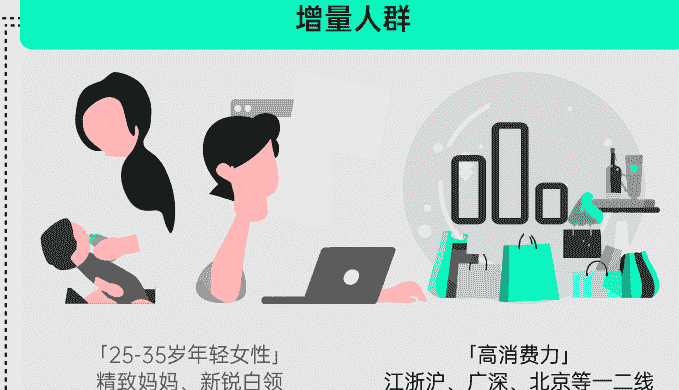 增量人群
「25-35岁年轻女性」
「高消费力」
精致妈妈、新锐白领
江浙沪、广深、北京等一二线